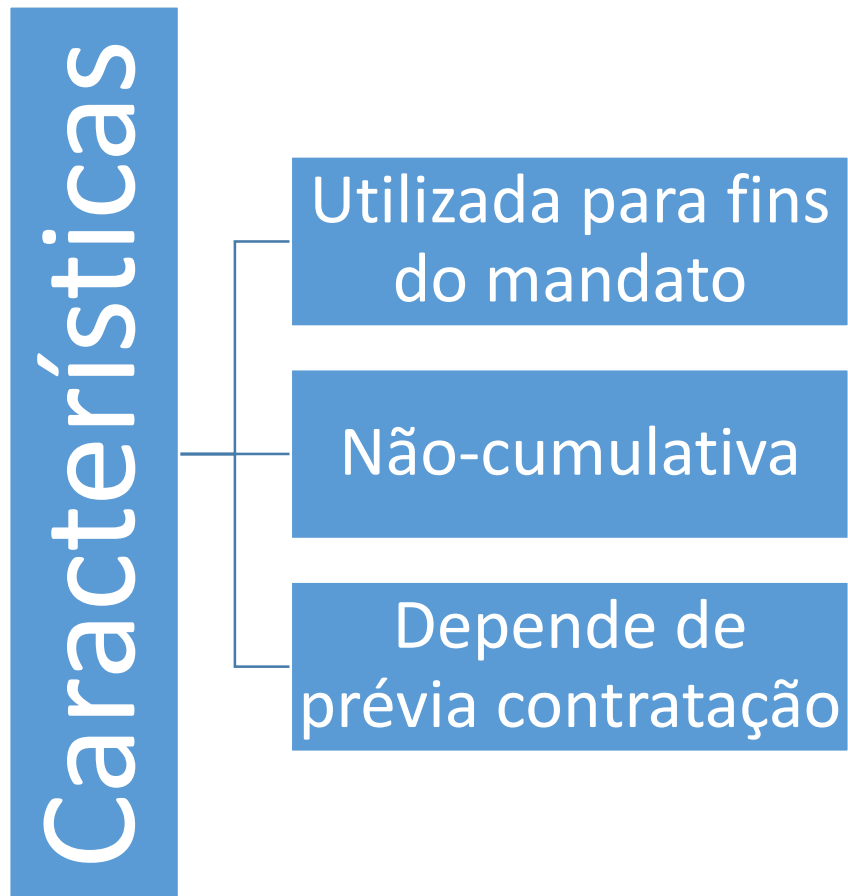 Características
Utilizada para fins
do mandato
Não-cumulativa
Depende de
prévia contratação